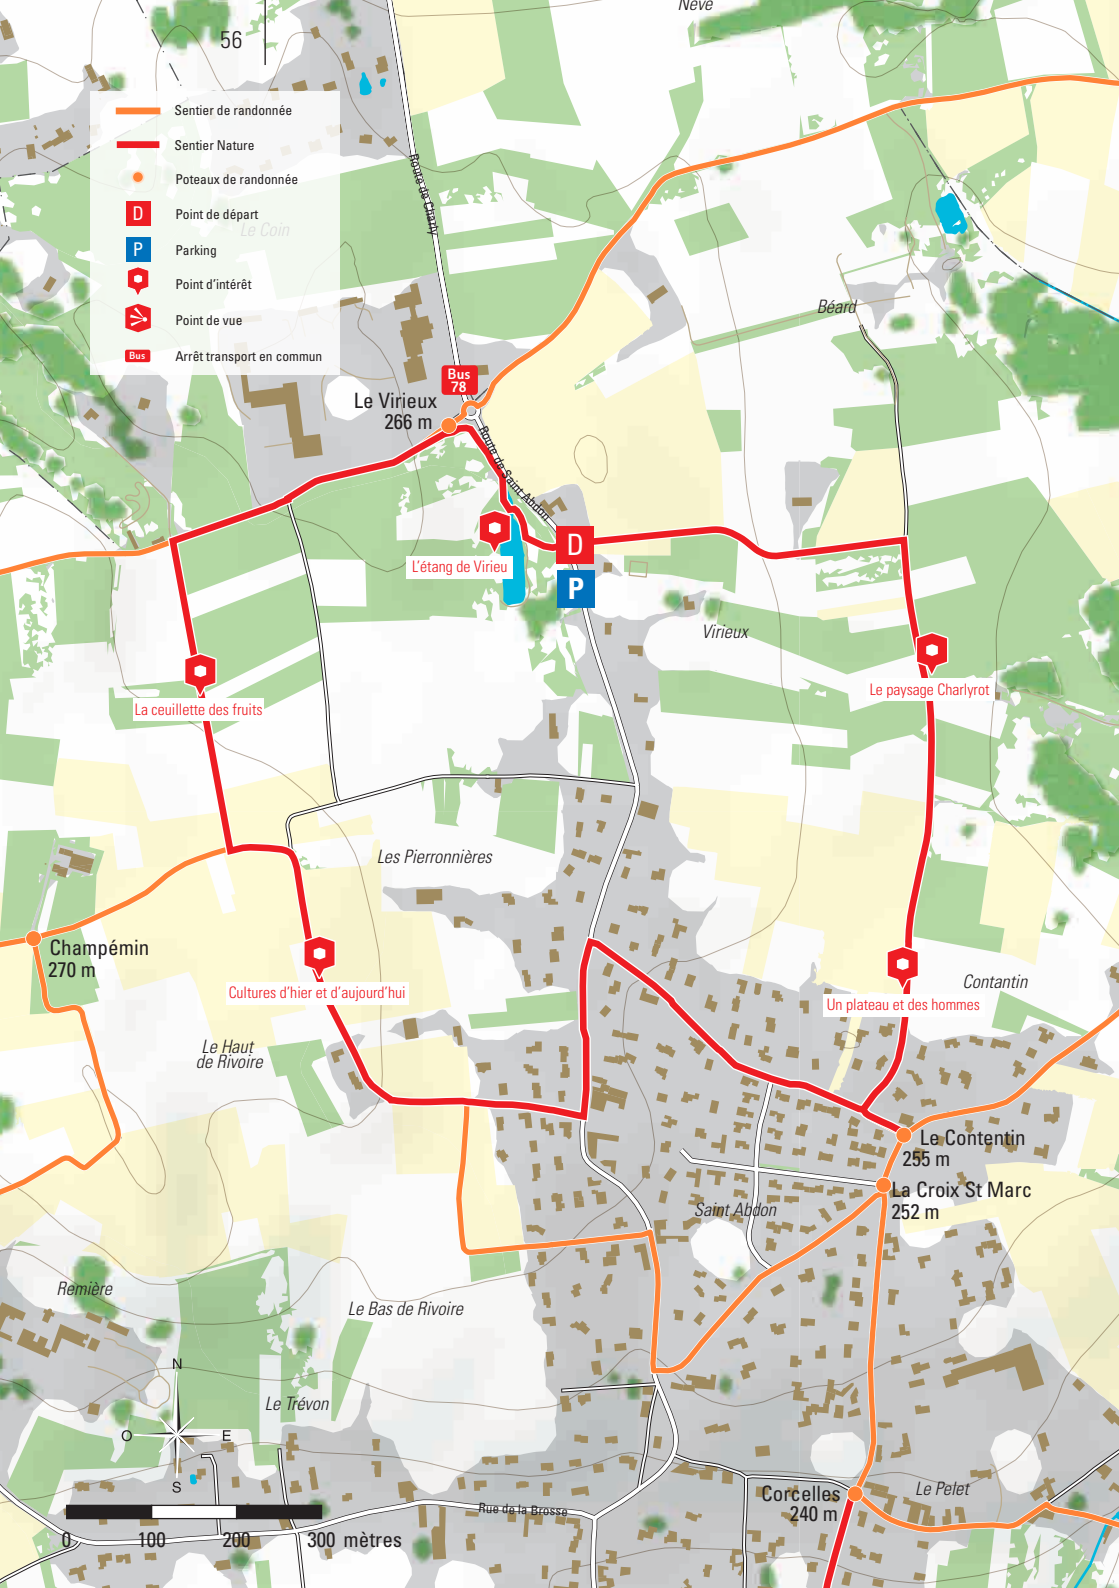 Neve
56
Sentier de randonnée
Sentier Nature
Poteaux de randonnée
D
Point de départ
Le Coin
P
Parking
Point d'intérêt
Point de vue
Bus
Arrêt transport en commun
Route de Charly
Béard
Bus
78
Le Virieux
266 m
Route de Saint Abdon
D
L'étang de Virieu
P
Virieux
Le paysage Charlyrot
La ceuillette des fruits
Les Pierronnières
Champémin
270 m
Cultures d'hier et d'aujourd'hui
Contantin
Un plateau et des hommes
Le Haut
de Rivoire
Le Contentin
255 m
La Croix St Marc
252 m
Saint Abdon
Remière
Le Bas de Rivoire
N
Le Trévon
O
E
S
Corcelles
240 m
Le Pelet
Rue de la Brosse
0 100 200 300 mètres